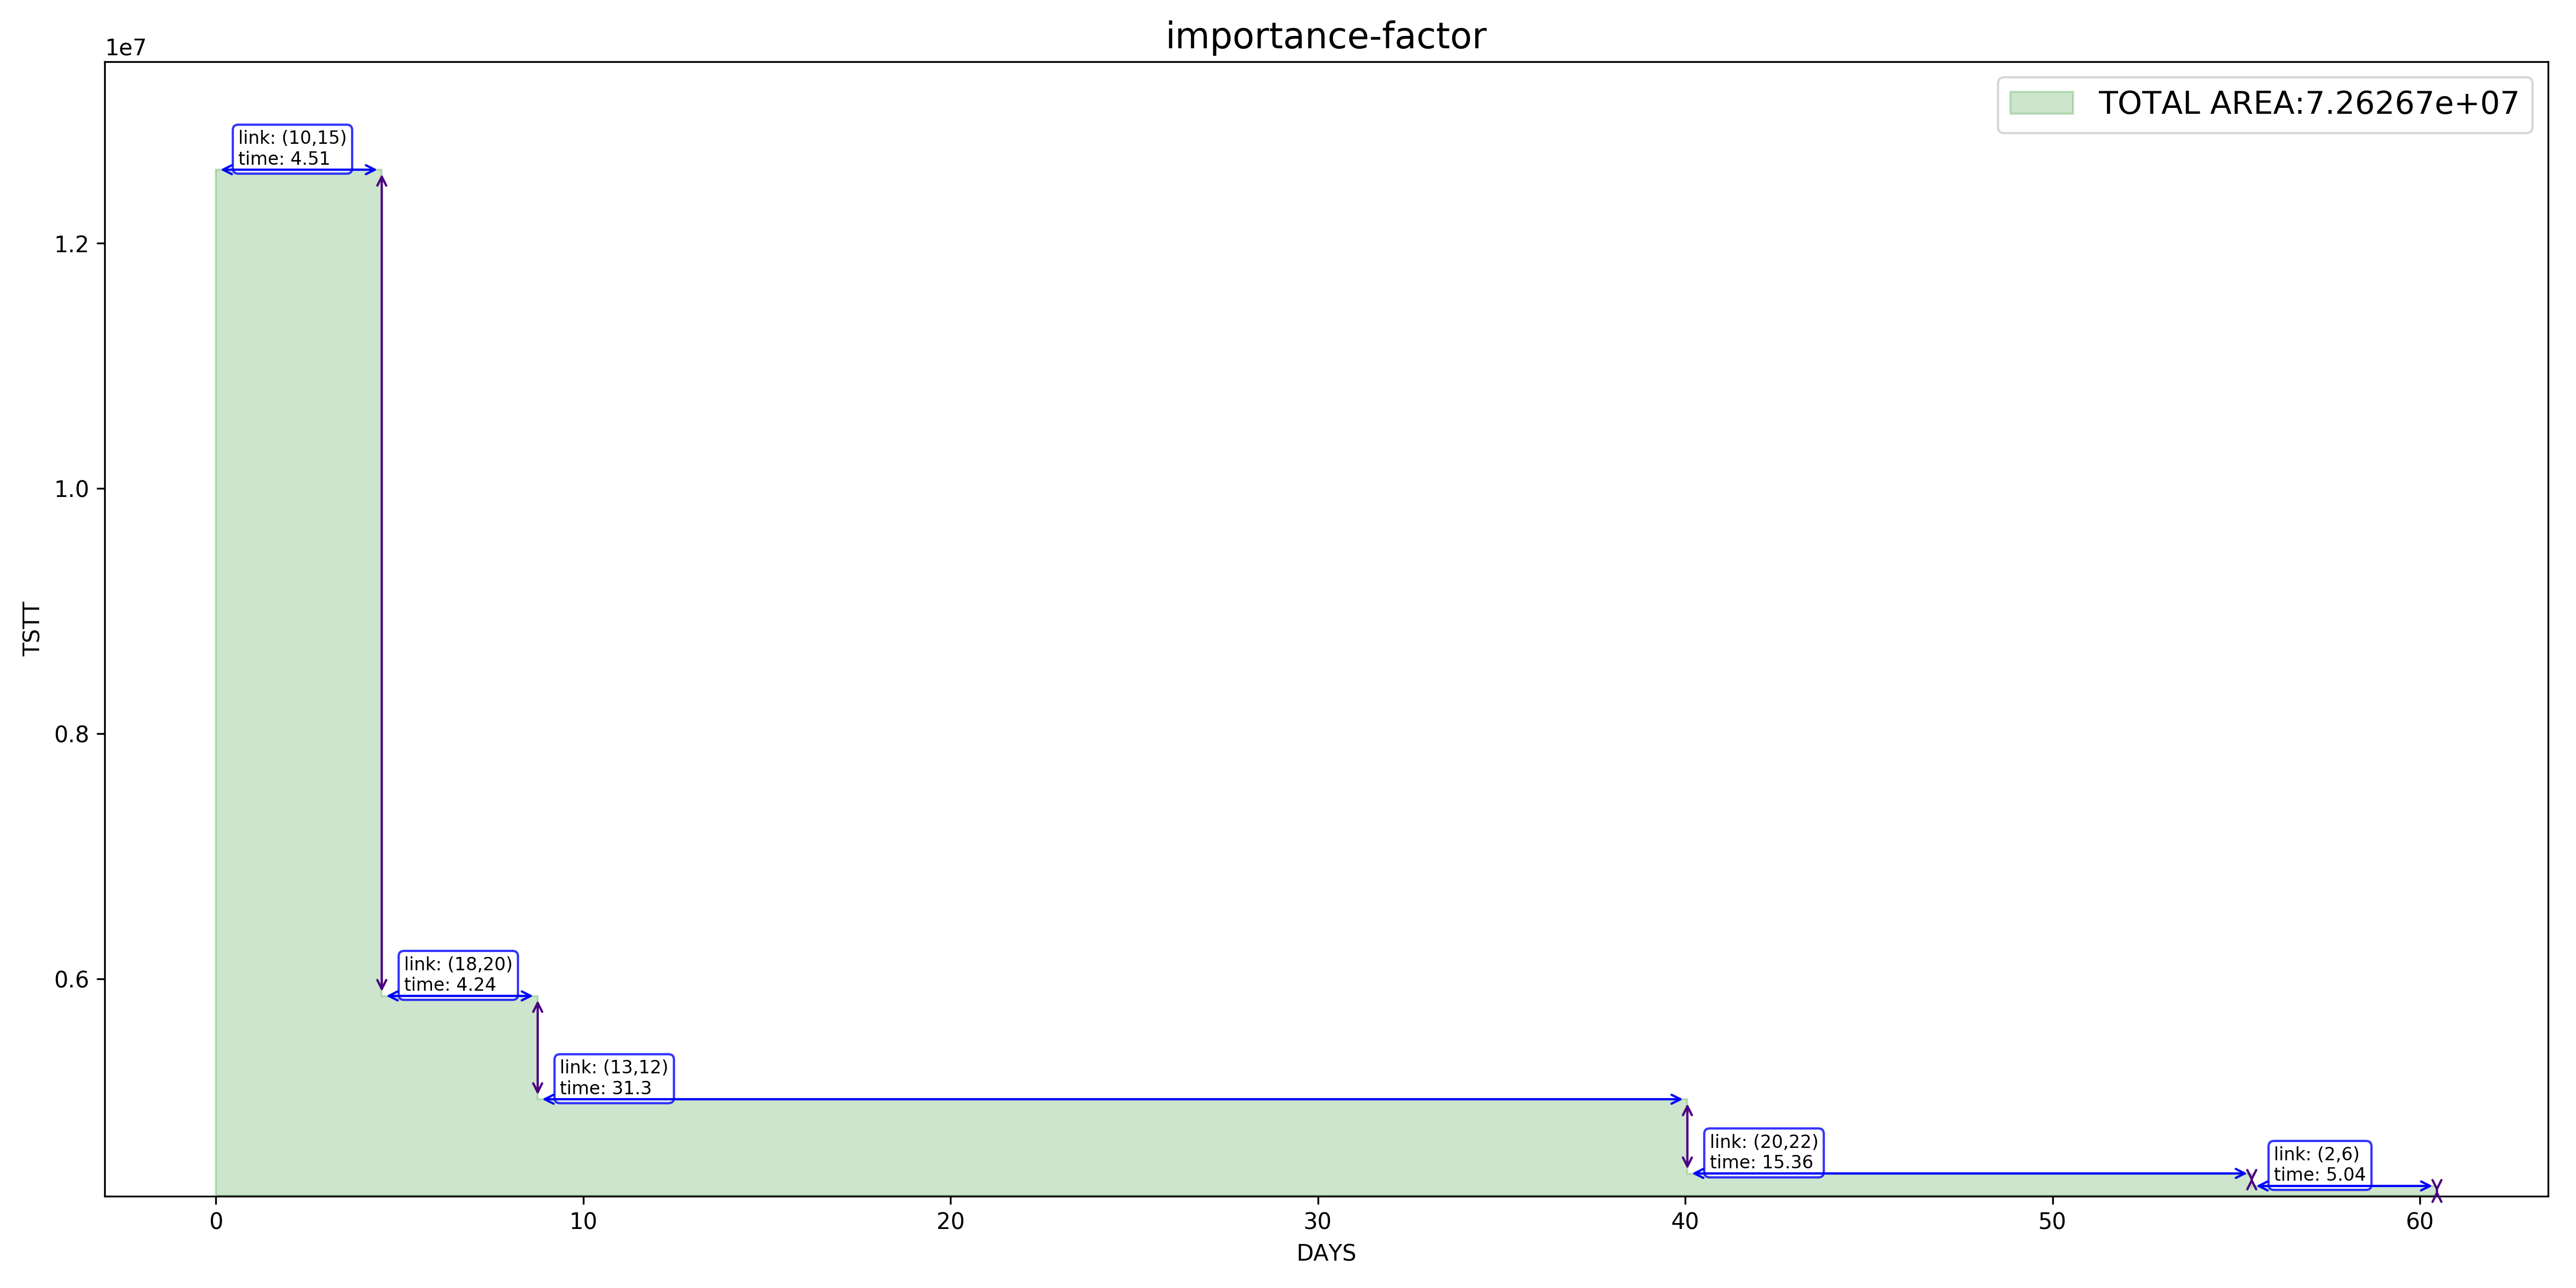 importance-factor
1e7
TOTAL AREA:7.26267e+07
link: (10,15)
time: 4.51
1.2
1.0
0.8
0.6
TSTT
link: (18,20)
time: 4.24
link: (13,12)
time: 31.3
link: (20,22)
time: 15.36
link: (2,6)
time: 5.04
0 10 20 30 40 50 60
DAYS